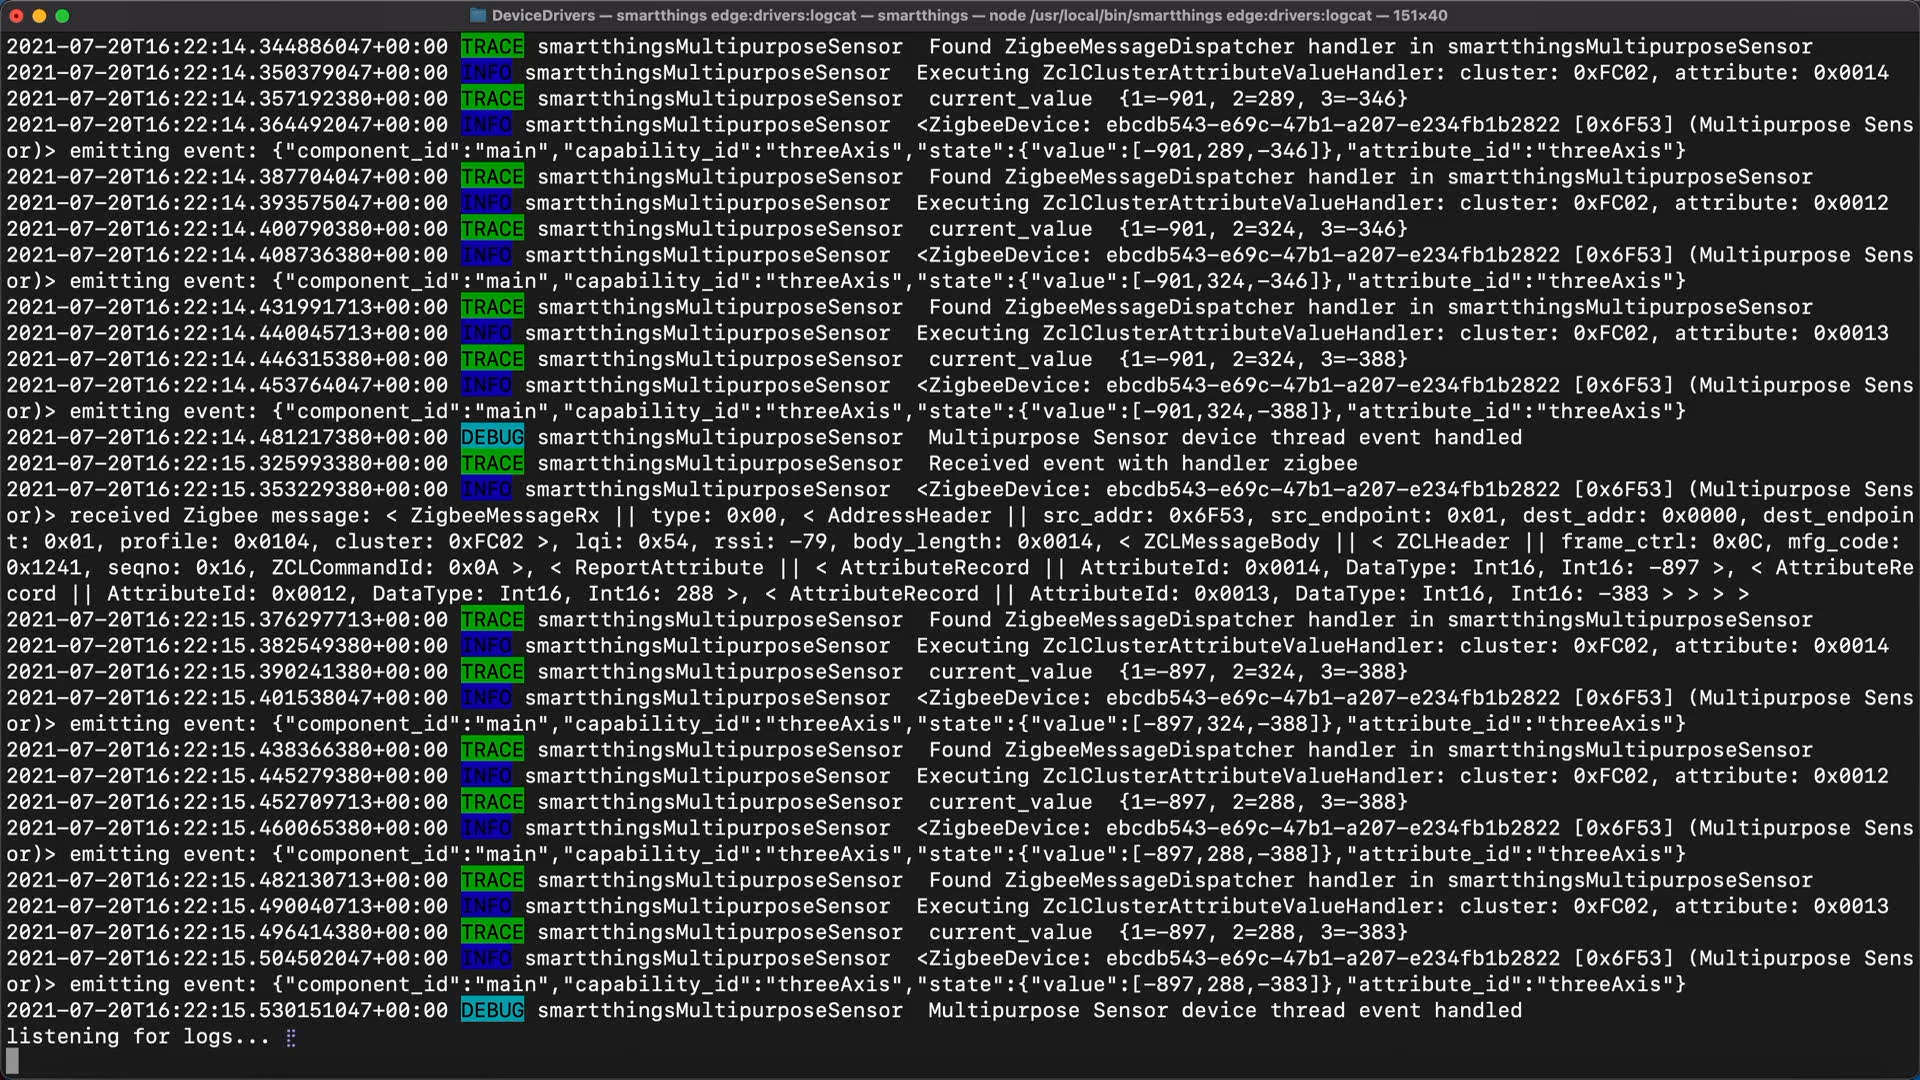 DeviceDrivers — smartthings edge:drivers:logcat — smartthings — node /usr/local/bin/smartthings edge:drivers:logcat — 151×40
2021-07-20T16:22:14.344886047+00:00 TRACE smartthingsMultipurposeSensor  Found ZigbeeMessageDispatcher handler in smartthingsMultipurposeSensor
2021-07-20T16:22:14.350379047+00:00 INFO smartthingsMultipurposeSensor  Executing ZclClusterAttributeValueHandler: cluster: 0xFC02, attribute: 0x0014
2021-07-20T16:22:14.357192380+00:00 TRACE smartthingsMultipurposeSensor  current_value  {1=-901, 2=289, 3=-346}
2021-07-20T16:22:14.364492047+00:00 INFO smartthingsMultipurposeSensor  <ZigbeeDevice: ebcdb543-e69c-47b1-a207-e234fb1b2822 [0x6F53] (Multipurpose Sens
or)> emitting event: {"component_id":"main","capability_id":"threeAxis","state":{"value":[-901,289,-346]},"attribute_id":"threeAxis"}
2021-07-20T16:22:14.387704047+00:00 TRACE smartthingsMultipurposeSensor  Found ZigbeeMessageDispatcher handler in smartthingsMultipurposeSensor
2021-07-20T16:22:14.393575047+00:00 INFO smartthingsMultipurposeSensor  Executing ZclClusterAttributeValueHandler: cluster: 0xFC02, attribute: 0x0012
2021-07-20T16:22:14.400790380+00:00 TRACE smartthingsMultipurposeSensor  current_value  {1=-901, 2=324, 3=-346}
2021-07-20T16:22:14.408736380+00:00 INFO smartthingsMultipurposeSensor  <ZigbeeDevice: ebcdb543-e69c-47b1-a207-e234fb1b2822 [0x6F53] (Multipurpose Sens
or)> emitting event: {"component_id":"main","capability_id":"threeAxis","state":{"value":[-901,324,-346]},"attribute_id":"threeAxis"}
2021-07-20T16:22:14.431991713+00:00 TRACE smartthingsMultipurposeSensor  Found ZigbeeMessageDispatcher handler in smartthingsMultipurposeSensor
2021-07-20T16:22:14.440045713+00:00 INFO smartthingsMultipurposeSensor  Executing ZclClusterAttributeValueHandler: cluster: 0xFC02, attribute: 0x0013
2021-07-20T16:22:14.446315380+00:00 TRACE smartthingsMultipurposeSensor  current_value  {1=-901, 2=324, 3=-388}
2021-07-20T16:22:14.453764047+00:00 INFO smartthingsMultipurposeSensor  <ZigbeeDevice: ebcdb543-e69c-47b1-a207-e234fb1b2822 [0x6F53] (Multipurpose Sens
or)> emitting event: {"component_id":"main","capability_id":"threeAxis","state":{"value":[-901,324,-388]},"attribute_id":"threeAxis"}
2021-07-20T16:22:14.481217380+00:00 DEBUG smartthingsMultipurposeSensor  Multipurpose Sensor device thread event handled
2021-07-20T16:22:15.325993380+00:00 TRACE smartthingsMultipurposeSensor  Received event with handler zigbee
2021-07-20T16:22:15.353229380+00:00 INFO smartthingsMultipurposeSensor  <ZigbeeDevice: ebcdb543-e69c-47b1-a207-e234fb1b2822 [0x6F53] (Multipurpose Sens
or)> received Zigbee message: < ZigbeeMessageRx || type: 0x00, < AddressHeader || src_addr: 0x6F53, src_endpoint: 0x01, dest_addr: 0x0000, dest_endpoin
t: 0x01, profile: 0x0104, cluster: 0xFC02 >, lqi: 0x54, rssi: -79, body_length: 0x0014, < ZCLMessageBody || < ZCLHeader || frame_ctrl: 0x0C, mfg_code:
0x1241, seqno: 0x16, ZCLCommandId: 0x0A >, < ReportAttribute || < AttributeRecord || AttributeId: 0x0014, DataType: Int16, Int16: -897 >, < AttributeRe
cord || AttributeId: 0x0012, DataType: Int16, Int16: 288 >, < AttributeRecord || AttributeId: 0x0013, DataType: Int16, Int16: -383 > > > >
2021-07-20T16:22:15.376297713+00:00 TRACE smartthingsMultipurposeSensor  Found ZigbeeMessageDispatcher handler in smartthingsMultipurposeSensor
2021-07-20T16:22:15.382549380+00:00 INFO smartthingsMultipurposeSensor  Executing ZclClusterAttributeValueHandler: cluster: 0xFC02, attribute: 0x0014
2021-07-20T16:22:15.390241380+00:00 TRACE smartthingsMultipurposeSensor  current_value  {1=-897, 2=324, 3=-388}
2021-07-20T16:22:15.401538047+00:00 INFO smartthingsMultipurposeSensor  <ZigbeeDevice: ebcdb543-e69c-47b1-a207-e234fb1b2822 [0x6F53] (Multipurpose Sens
or)> emitting event: {"component_id":"main","capability_id":"threeAxis","state":{"value":[-897,324,-388]},"attribute_id":"threeAxis"}
2021-07-20T16:22:15.438366380+00:00 TRACE smartthingsMultipurposeSensor  Found ZigbeeMessageDispatcher handler in smartthingsMultipurposeSensor
2021-07-20T16:22:15.445279380+00:00 INFO smartthingsMultipurposeSensor  Executing ZclClusterAttributeValueHandler: cluster: 0xFC02, attribute: 0x0012
2021-07-20T16:22:15.452709713+00:00 TRACE smartthingsMultipurposeSensor  current_value  {1=-897, 2=288, 3=-388}
2021-07-20T16:22:15.460065380+00:00 INFO smartthingsMultipurposeSensor  <ZigbeeDevice: ebcdb543-e69c-47b1-a207-e234fb1b2822 [0x6F53] (Multipurpose Sens
or)> emitting event: {"component_id":"main","capability_id":"threeAxis","state":{"value":[-897,288,-388]},"attribute_id":"threeAxis"}
2021-07-20T16:22:15.482130713+00:00 TRACE smartthingsMultipurposeSensor  Found ZigbeeMessageDispatcher handler in smartthingsMultipurposeSensor
2021-07-20T16:22:15.490040713+00:00 INFO smartthingsMultipurposeSensor  Executing ZclClusterAttributeValueHandler: cluster: 0xFC02, attribute: 0x0013
2021-07-20T16:22:15.496414380+00:00 TRACE smartthingsMultipurposeSensor  current_value  {1=-897, 2=288, 3=-383}
2021-07-20T16:22:15.504502047+00:00 INFO smartthingsMultipurposeSensor  <ZigbeeDevice: ebcdb543-e69c-47b1-a207-e234fb1b2822 [0x6F53] (Multipurpose Sens
or)> emitting event: {"component_id":"main","capability_id":"threeAxis","state":{"value":[-897,288,-383]},"attribute_id":"threeAxis"}
2021-07-20T16:22:15.530151047+00:00 DEBUG smartthingsMultipurposeSensor  Multipurpose Sensor device thread event handled
listening for logs...